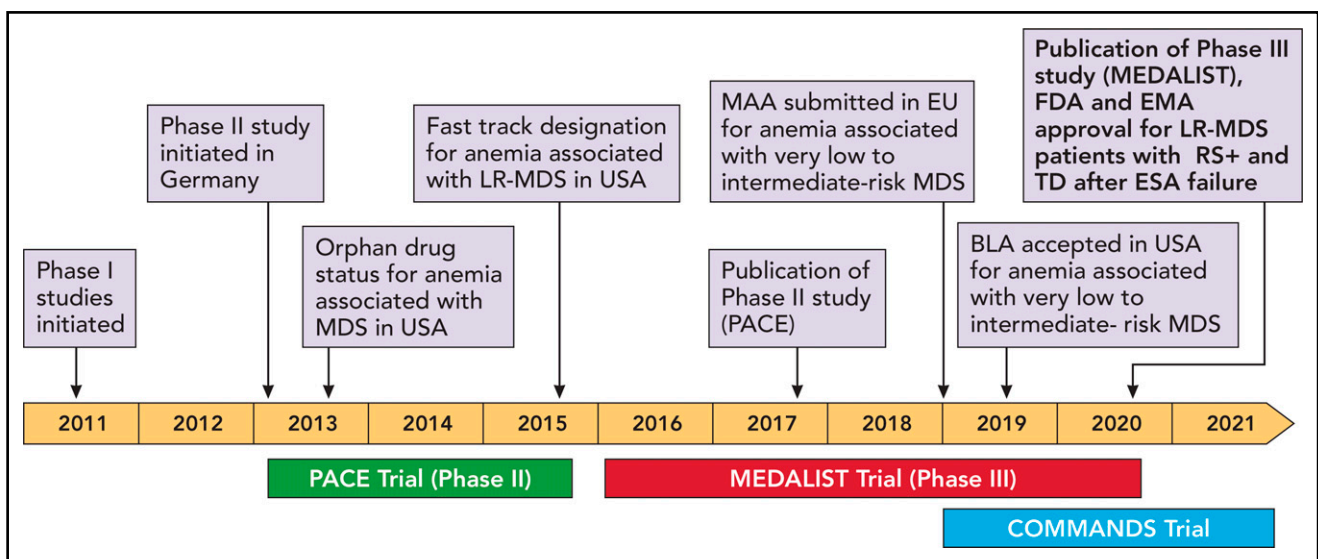 Phase I
studies
initiated
Phase II study
initiated in
Germany
Orphan drug
status for anemia
associated with
MDS in USA
Fast track designation
for anemia associated
with LR-MDS in USA
Publication of
Phase II study
(PACE)
MAA submitted in EU
for anemia associated
with very low to
intermediate-risk MDS
BLA accepted in USA
for anemia associated
with very low to
intermediate- risk MDS
Publication of Phase III
study (MEDALIST),
FDA and EMA
approval for LR-MDS
patients with RS+ and
TD after ESA failure
2011 2012 2013 2014 2015 2016 2017 2018 2019 2020 2021
PACE Trial (Phase II)
MEDALIST Trial (Phase III)
COMMANDS Trial